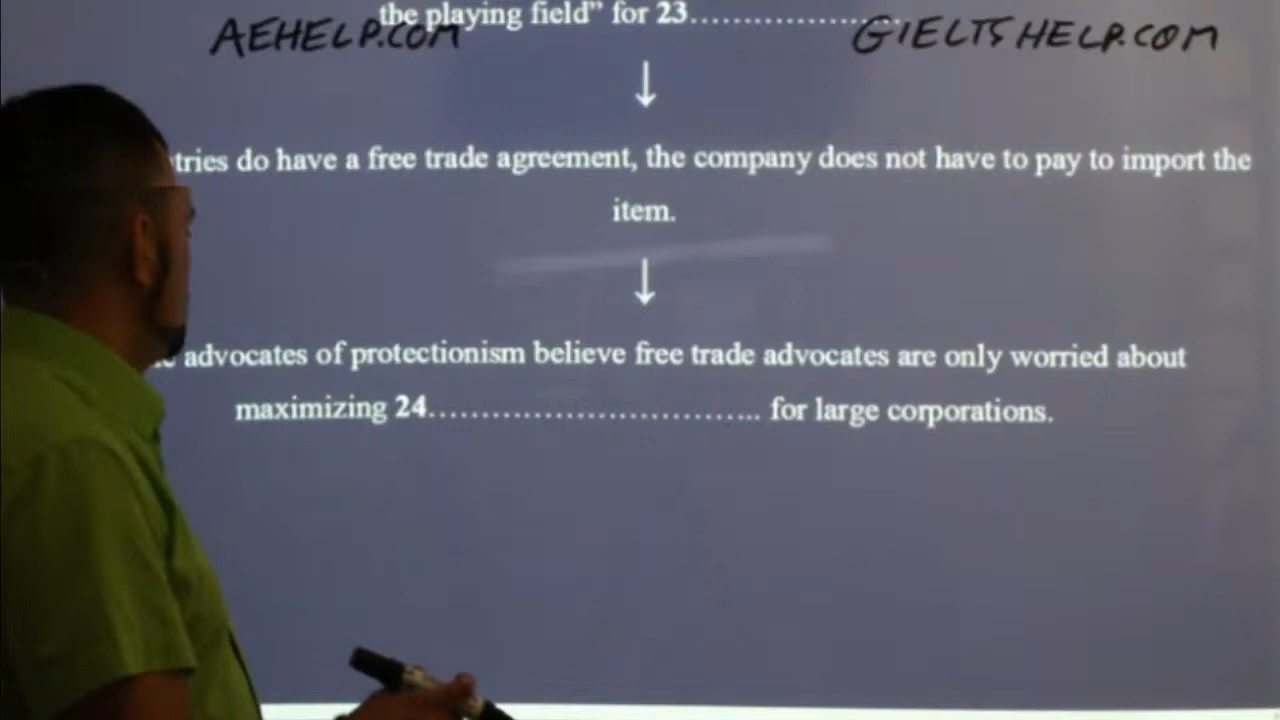 the playing field” for 23....................
AEHELP.COM
GIELTSHELP.COM
↓
tries do have a free trade agreement, the company does not have to pay to import the
item.
↓
advocates of protectionism believe free trade advocates are only worried about
maximizing 24................................. for large corporations.